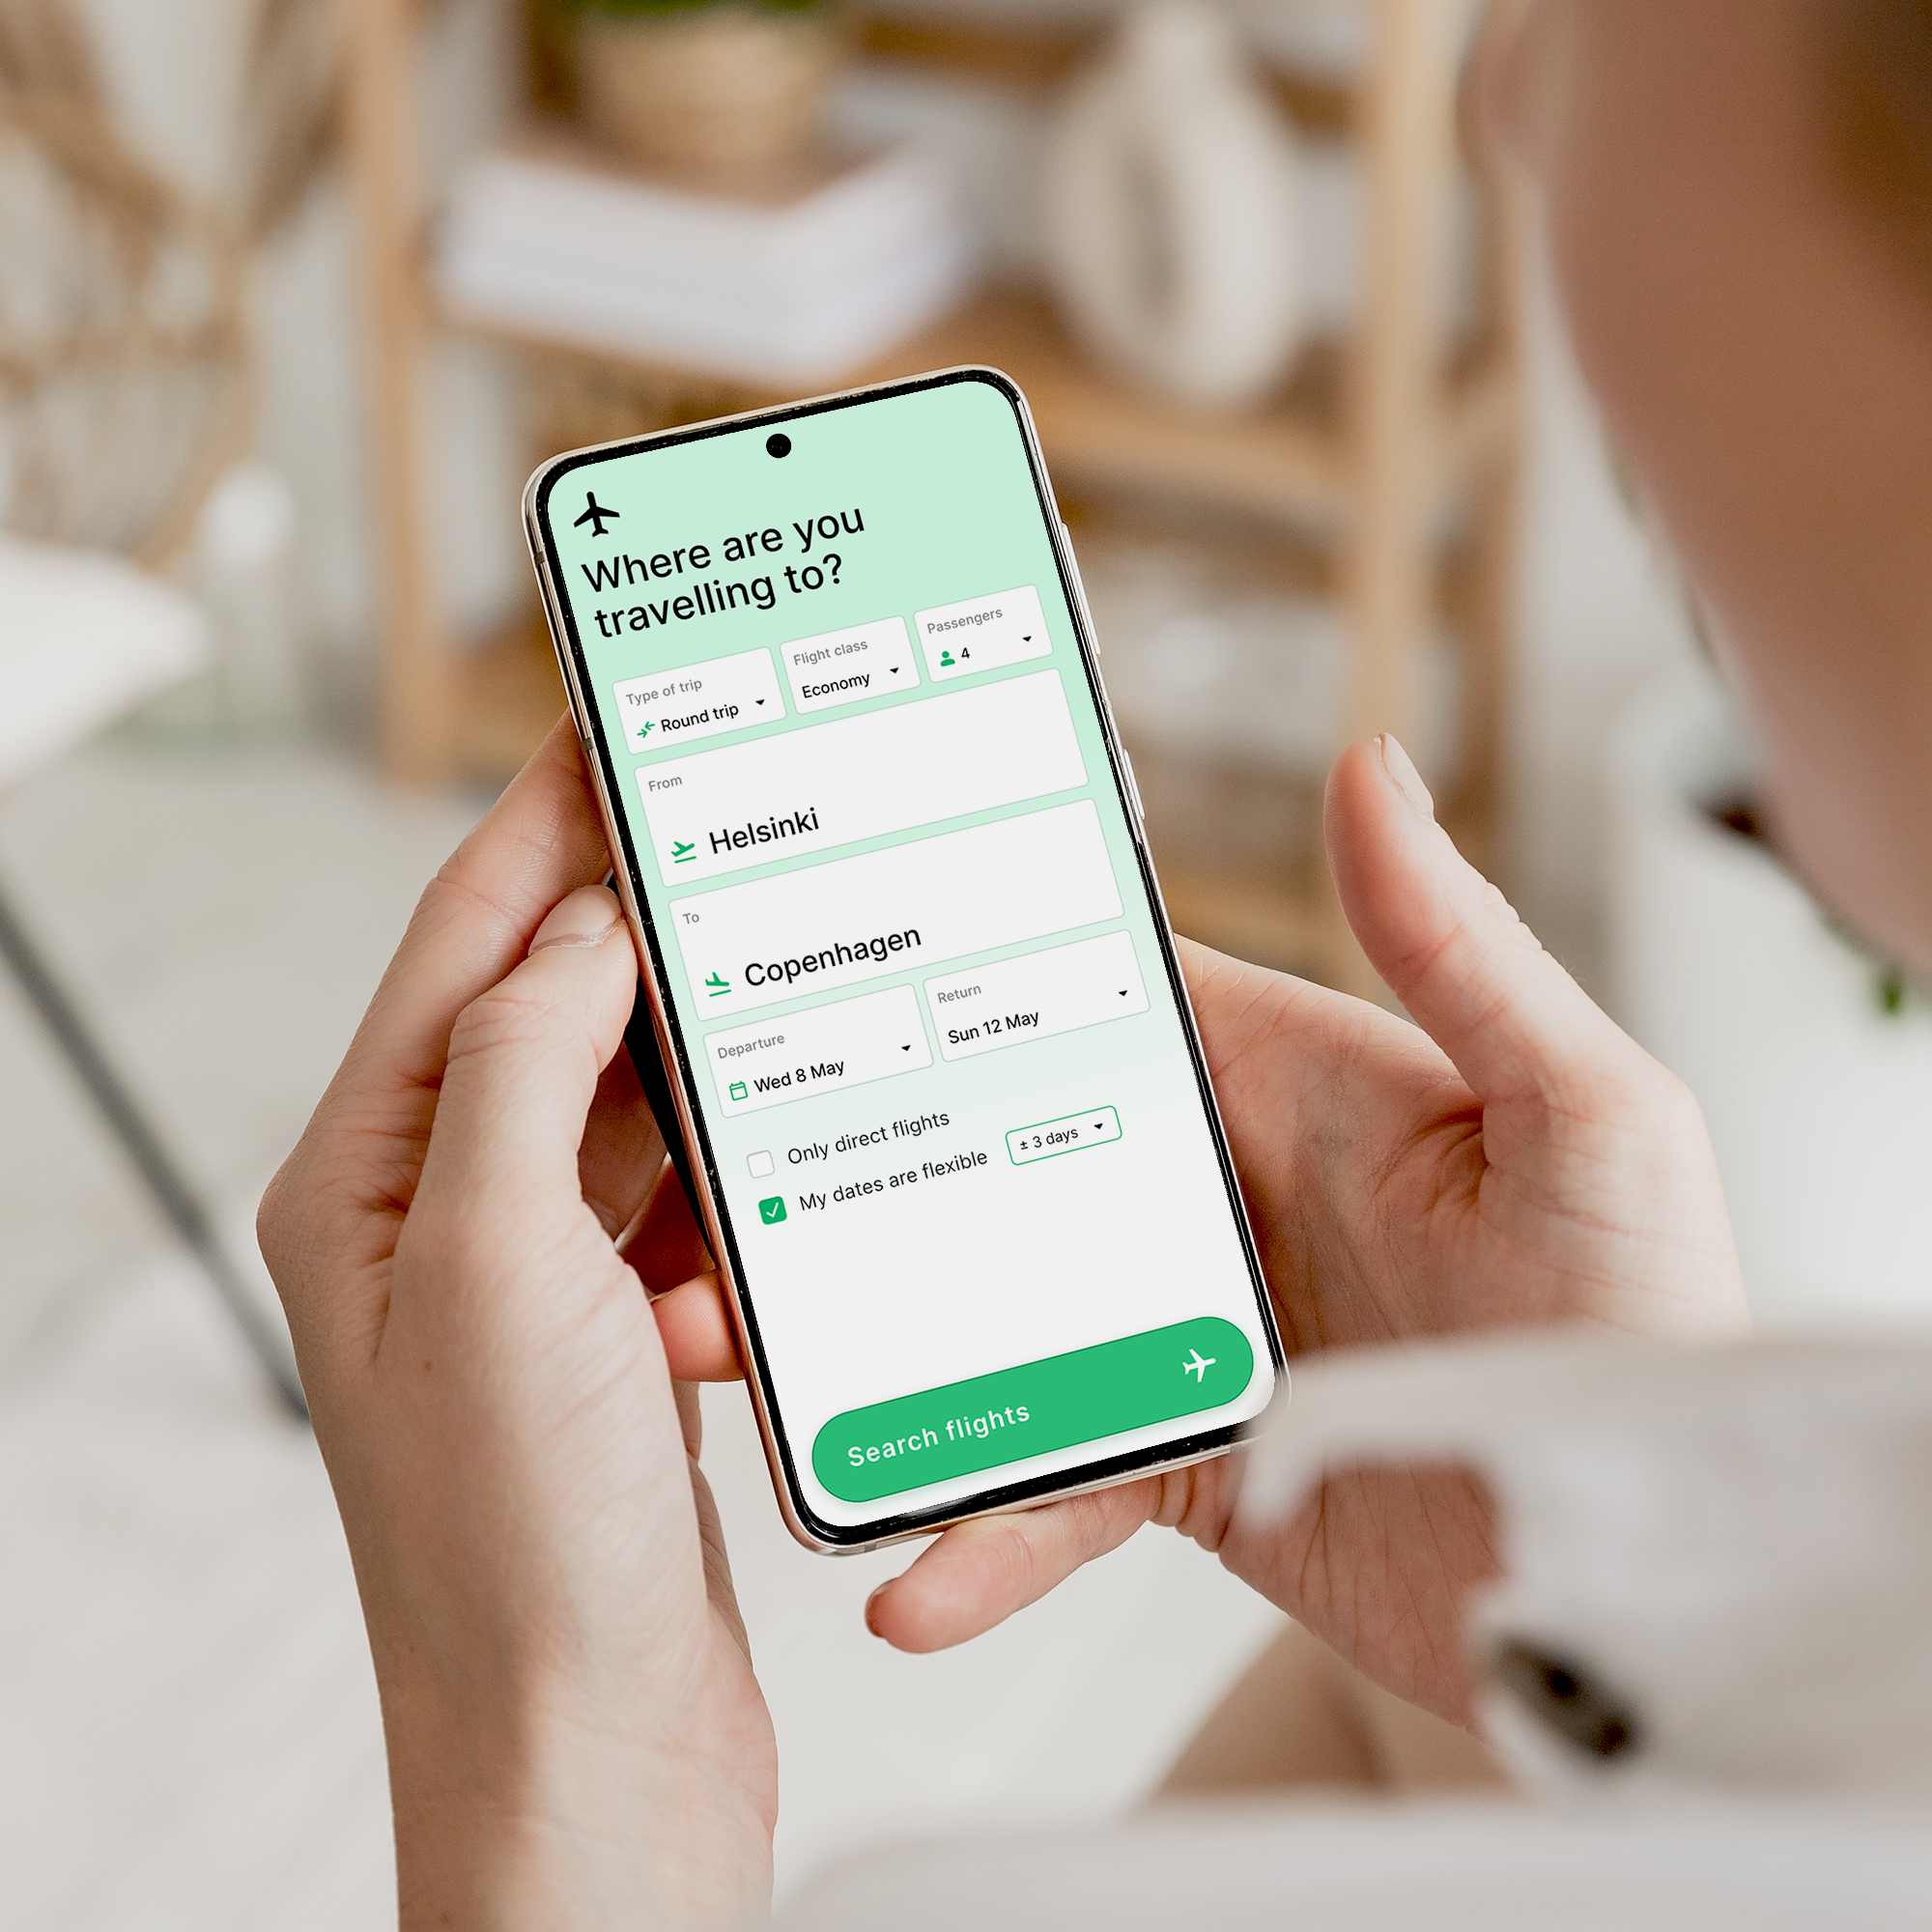 Where are you
travelling to?
Type of trip
Round trip
Flight class
Economy
Passengers
4
From
Helsinki
To
Copenhagen
Departure
Wed 8 May
Return
Sun 12 May
Only direct flights
My dates are flexible
± 3 days
Search flights